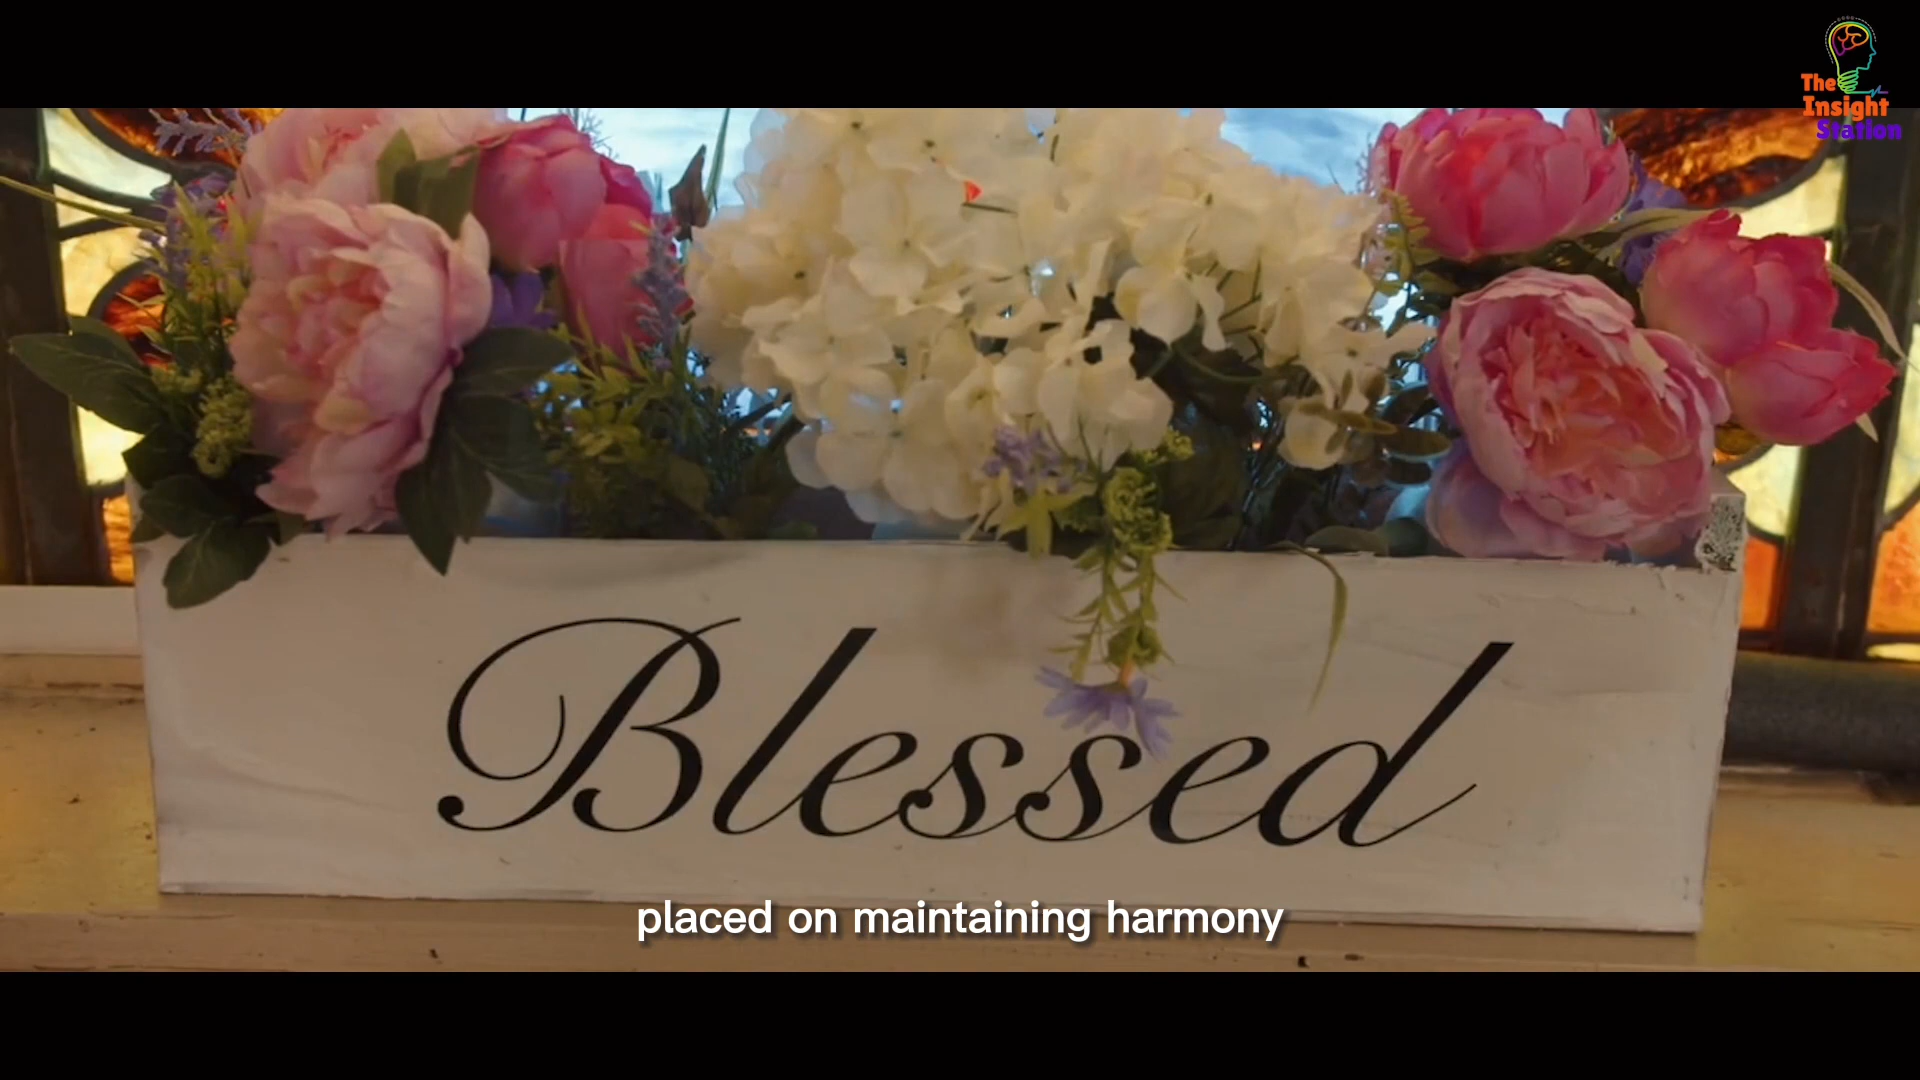 The
Insight
Station
Blessed
placed on maintaining harmony